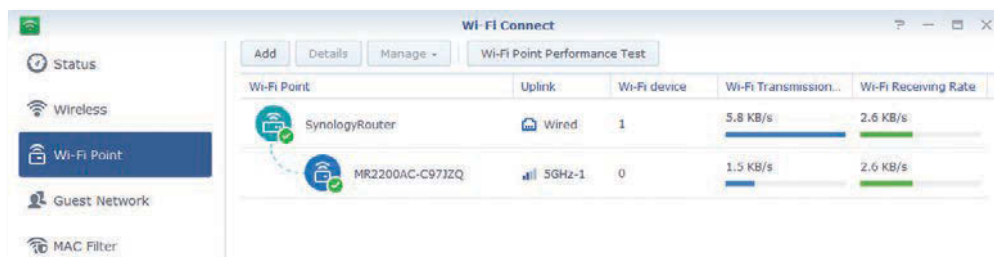 Wi-Fi Connect
Status
Wireless
Wi-Fi Point
Guest Network
MAC Filter
Add Details Manage Wi-Fi Point Performance Test
Wi-Fi Point Uplink Wi-Fi device Wi-Fi Transmission... Wi-Fi Receiving Rate
SynologyRouter Wired 1 5.8 KB/s 2.6 KB/s
MR2200AC-C97JZQ 5GHz-1 0 1.5 KB/s 2.6 KB/s